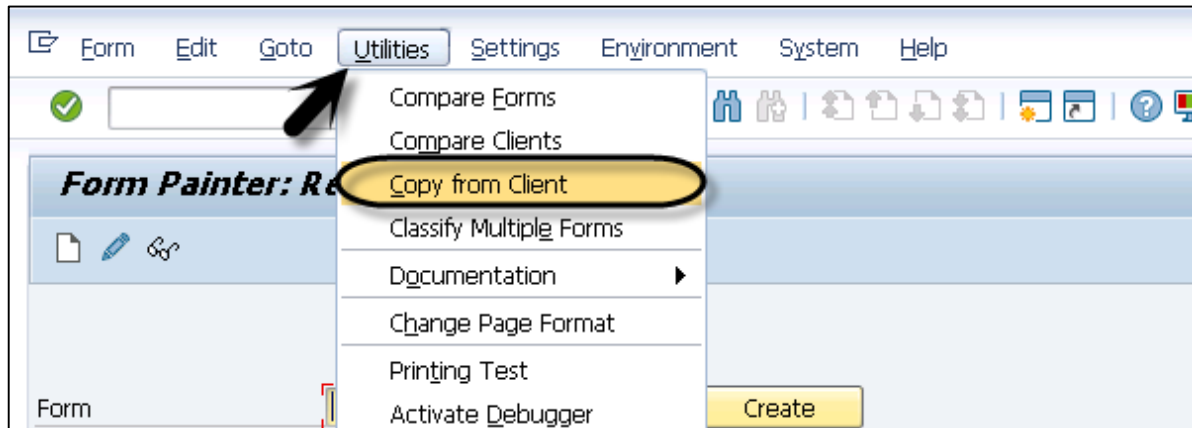 Form Edit Goto Utilities Settings Environment System Help
Compare Forms
Compare Clients
Form Painter: Re
Copy from Client
Classify Multiple Forms
Documentation
Change Page Format
Printing Test
Form
Create
Activate Debugger